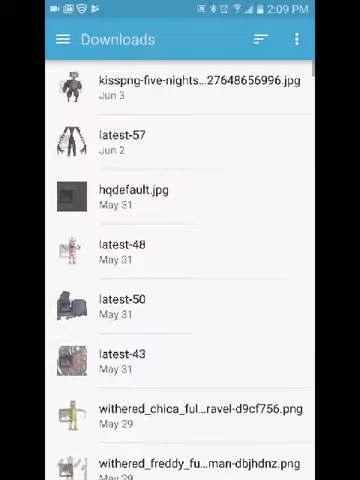 2:09 PM
Downloads
kisspng-five-nights...27648656996.jpg
Jun 3
latest-57
Jun 2
hqdefault.jpg
May 31
latest-48
May 31
latest-50
May 31
latest-43
May 31
withered_chica_ful...ravel-d9cf756.png
May 29
withered_freddy_fu...man-dbjhdnz.png
May 29